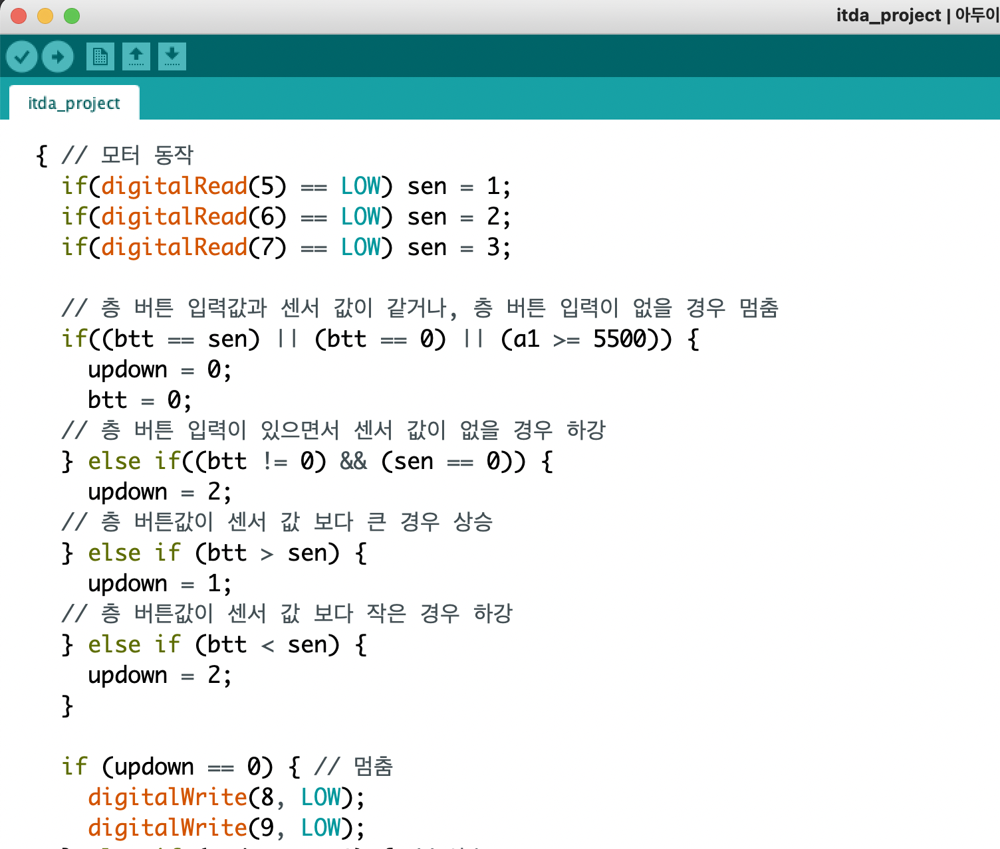 itda_project | 아두이
itda_project
{ // 모터 동작
if(digitalRead(5) == LOW) sen = 1;
if(digitalRead(6) == LOW) sen = 2;
if(digitalRead(7) == LOW) sen = 3;
// 층 버튼 입력값과 센서 값이 같거나, 층 버튼 입력이 없을 경우 멈춤
if((btt == sen) || (btt == 0) || (a1 >= 5500)) {
updown = 0;
btt = 0;
// 층 버튼 입력이 있으면서 센서 값이 없을 경우 하강
} else if((btt != 0) && (sen == 0)) {
updown = 2;
// 층 버튼값이 센서 값 보다 큰 경우 상승
} else if (btt > sen) {
updown = 1;
// 층 버튼값이 센서 값 보다 작은 경우 하강
} else if (btt < sen) {
updown = 2;
}
if (updown == 0) { // 멈춤
digitalWrite(8, LOW);
digitalWrite(9, LOW);